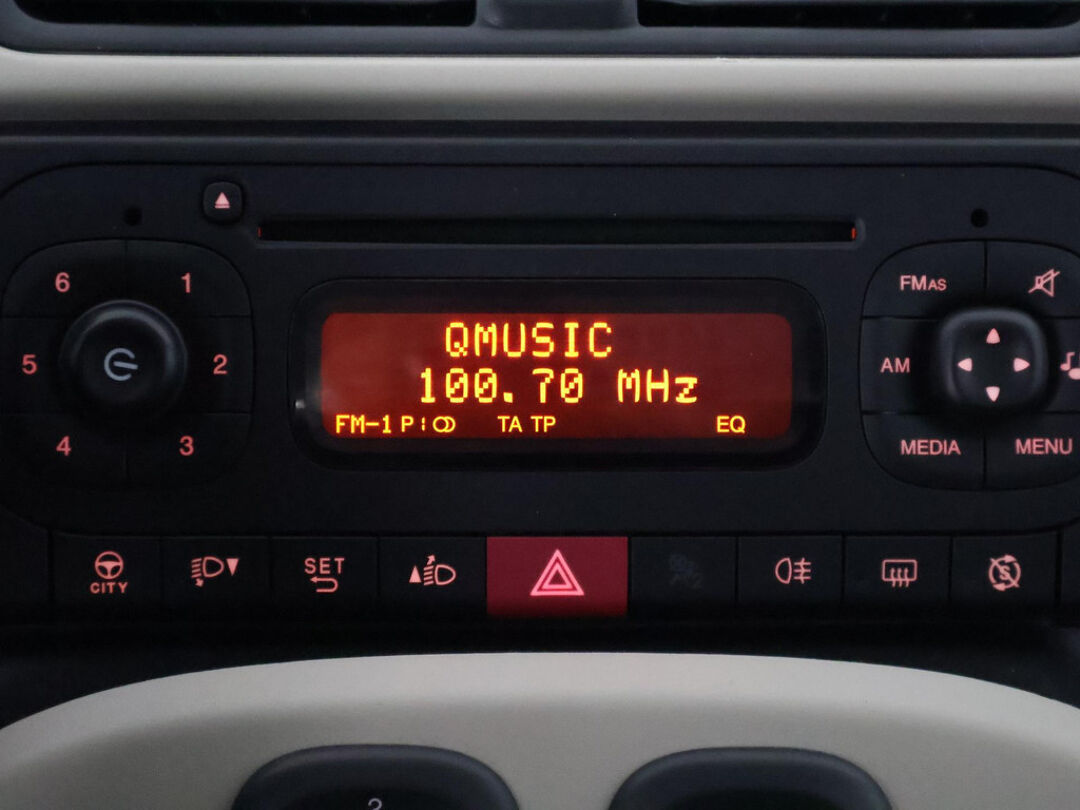 6 1
5 2
4 3
QMUSIC
100.70 MHz
FM-1 P: TA TP EQ
FMAS
AM
MEDIA MENU
CITY
SET